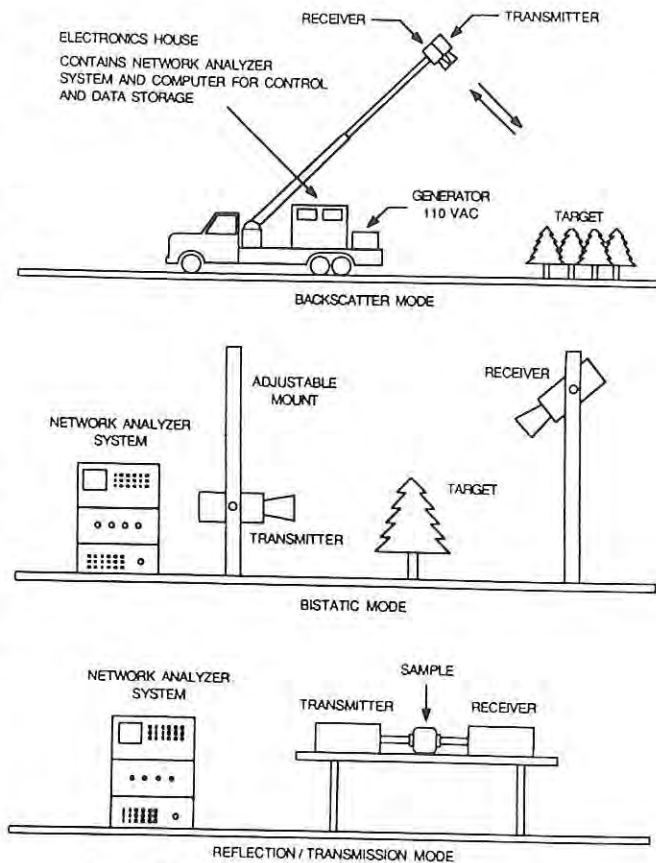 RECEIVER
TRANSMITTER
ELECTRONICS HOUSE
CONTAINS NETWORK ANALYZER
SYSTEM AND COMPUTER FOR CONTROL
AND DATA STORAGE
GENERATOR
110 VAC
TARGET
BACKSCATTER MODE
ADJUSTABLE
MOUNT
RECEIVER
NETWORK ANALYZER
SYSTEM
TARGET
TRANSMITTER
BISTATIC MODE
NETWORK ANALYZER
SYSTEM
SAMPLE
TRANSMITTER
RECEIVER
REFLECTION / TRANSMISSION MODE